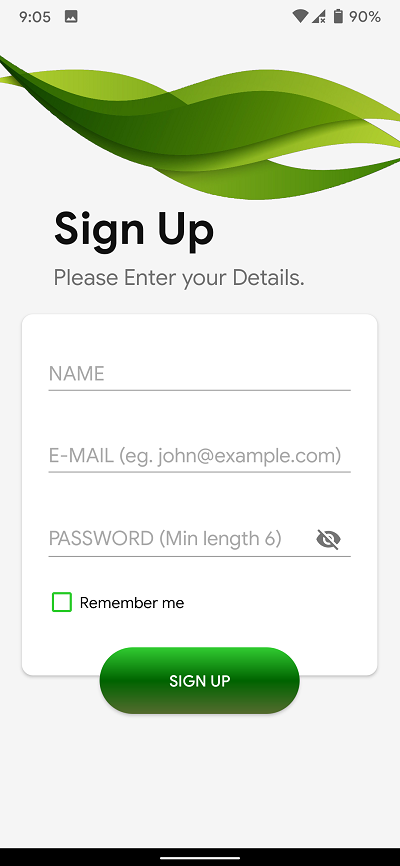 9:05 90%
Sign Up
Please Enter your Details.
NAME
E-MAIL (eg. john@example.com)
PASSWORD (Min length 6)
Remember me
SIGN UP